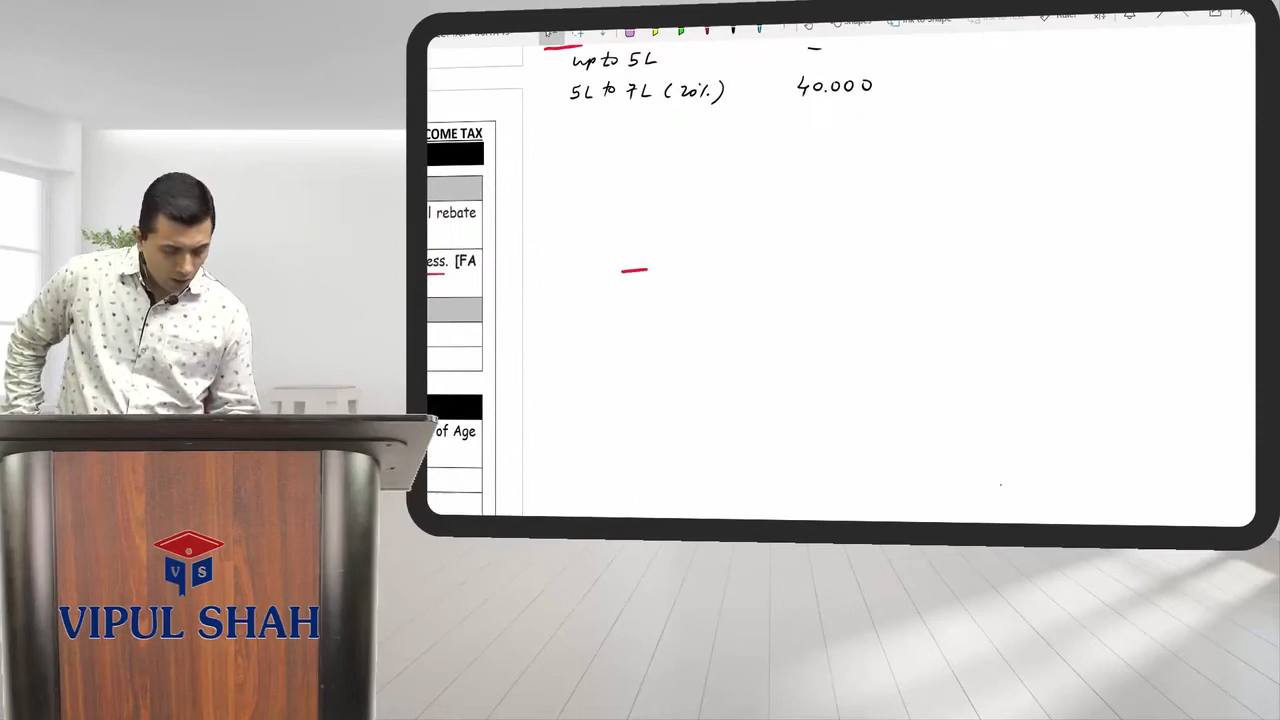 up to 5L –
5L to 7L (20%) 40.000
COME TAX
l rebate
ess. [FA
of Age
V S
VIPUL SHAH